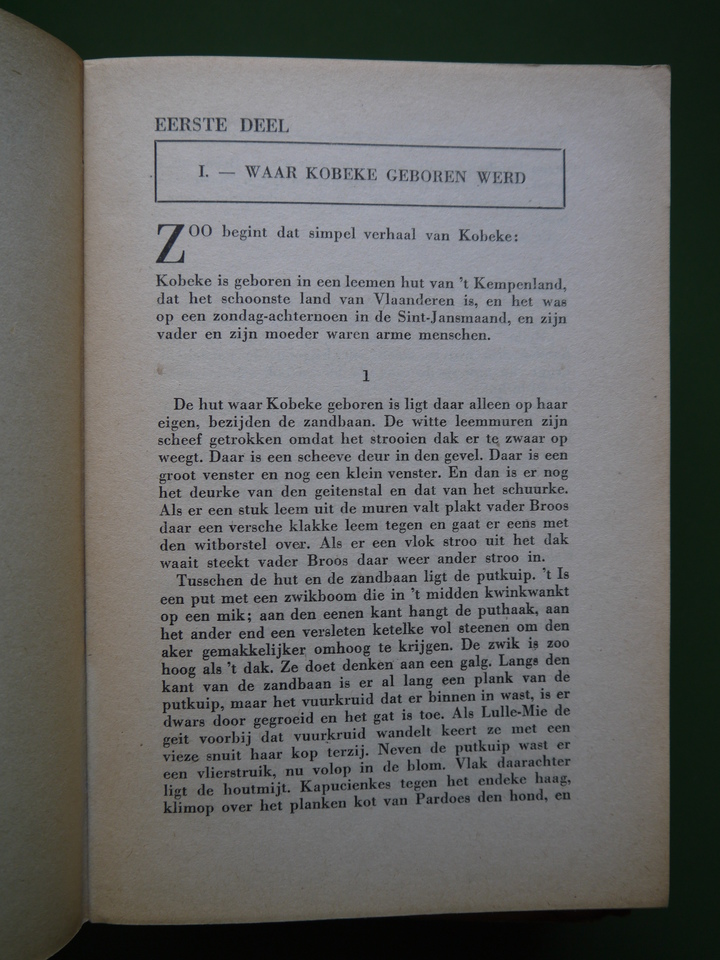 EERSTE DEEL
I. — WAAR KOBEKE GEBOREN WERD
ZOO begint dat simpel verhaal van Kobeke:
Kobeke is geboren in een leemen hut van 't Kempenland,
dat het schoonste land van Vlaanderen is, en het was
op een zondag-achternoen in de Sint-Jansmaand, en zijn
vader en zijn moeder waren arme menschen.
1
De hut waar Kobeke geboren is ligt daar alleen op haar
eigen, bezijden de zandbaan. De witte leemmuren zijn
scheef getrokken omdat het strooien dak er te zwaar op
weegt. Daar is een scheeve deur in den gevel. Daar is een
groot venster en nog een klein venster. En dan is er nog
het deurke van den geitenstal en dat van het schuurke.
Als er een stuk leem uit de muren valt plakt vader Broos
daar een versche klakke leem tegen en gaat er eens met
den witborstel over. Als er een vlok stroo uit het dak
waait steekt vader Broos daar weer ander stroo in.
Tusschen de hut en de zandbaan ligt de putkuip. 't Is
een put met een zwikboom die in 't midden kwinkwankt
op een mik; aan den eenen kant hangt de puthaak, aan
het ander end een versleten ketelke vol steenen om den
aker gemakkelijker omhoog te krijgen. De zwik is zoo
hoog als 't dak. Ze doet denken aan een galg. Langs den
kant van de zandbaan is er al lang een plank van de
putkuip, maar het vuurkruid dat er binnen in wast, is er
dwars door gegroeid en het gat is toe. Als Lulle-Mie de
geit voorbij dat vuurkruid wandelt keert ze met een
vieze snuit haar kop terzij. Neven de putkuip wast er
een vlierstruik, nu volop in de blom. Vlak daarachter
ligt de houtmijt. Kapucienkes tegen het endeke haag,
klimop over het planken kot van Pardoes den hond, en